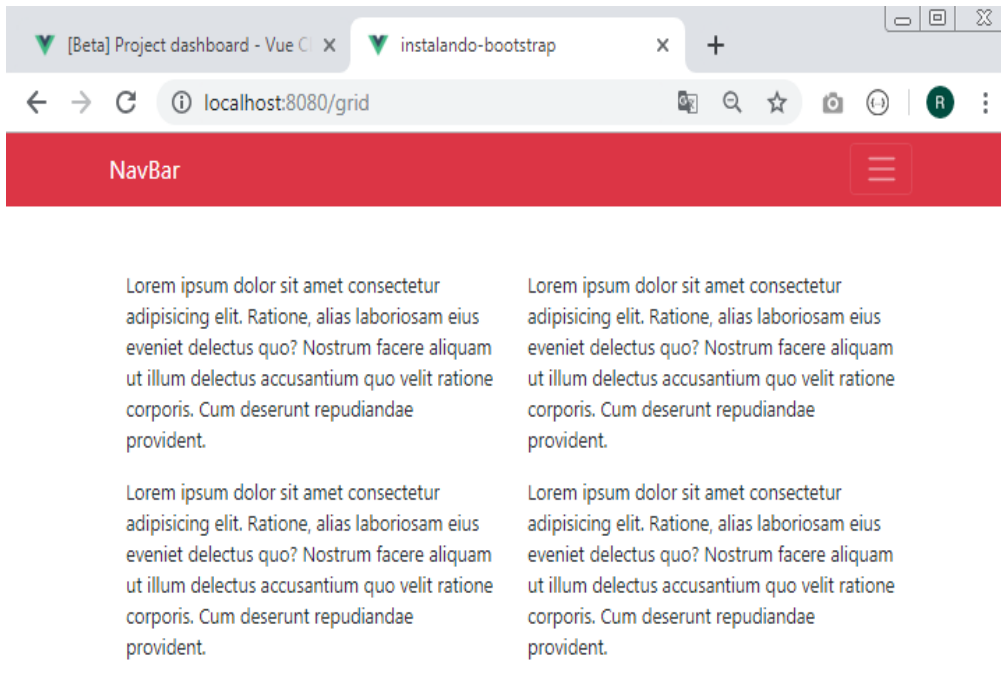 [Beta] Project dashboard - Vue Cl
instalando-bootstrap
localhost:8080/grid
R
NavBar
Lorem ipsum dolor sit amet consectetur
adipisicing elit. Ratione, alias laboriosam eius
eveniet delectus quo? Nostrum facere aliquam
ut illum delectus accusantium quo velit ratione
corporis. Cum deserunt repudiandae
provident.
Lorem ipsum dolor sit amet consectetur
adipisicing elit. Ratione, alias laboriosam eius
eveniet delectus quo? Nostrum facere aliquam
ut illum delectus accusantium quo velit ratione
corporis. Cum deserunt repudiandae
provident.
Lorem ipsum dolor sit amet consectetur
adipisicing elit. Ratione, alias laboriosam eius
eveniet delectus quo? Nostrum facere aliquam
ut illum delectus accusantium quo velit ratione
corporis. Cum deserunt repudiandae
provident.
Lorem ipsum dolor sit amet consectetur
adipisicing elit. Ratione, alias laboriosam eius
eveniet delectus quo? Nostrum facere aliquam
ut illum delectus accusantium quo velit ratione
corporis. Cum deserunt repudiandae
provident.